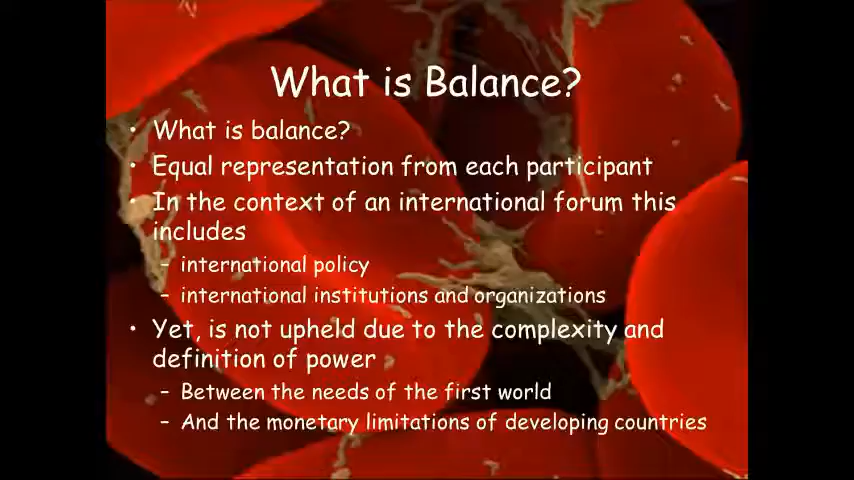 What is Balance?
• What is balance?
• Equal representation from each participant
• In the context of an international forum this
includes
– international policy
– international institutions and organizations
• Yet, is not upheld due to the complexity and
definition of power
– Between the needs of the first world
– And the monetary limitations of developing countries